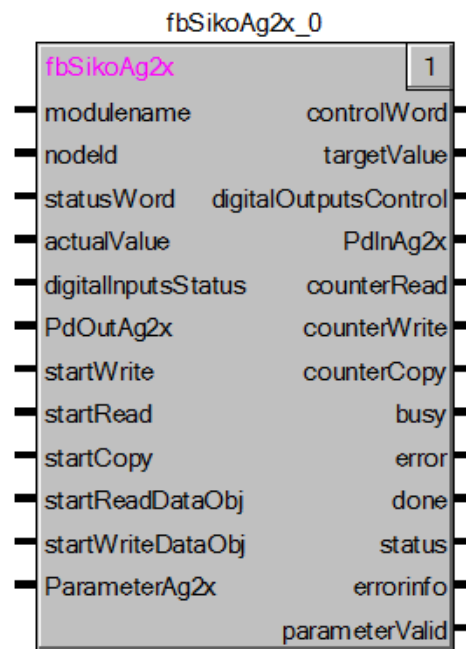 fbSikoAg2x_0
fbSikoAg2x 1
modulename controlWord
nodeId targetValue
statusWord digitalOutputsControl
actualValue PdInAg2x
digitalInputsStatus counterRead
PdOutAg2x counterWrite
startWrite counterCopy
startRead busy
startCopy error
startReadDataObj done
startWriteDataObj status
ParameterAg2x errorinfo
parameterValid